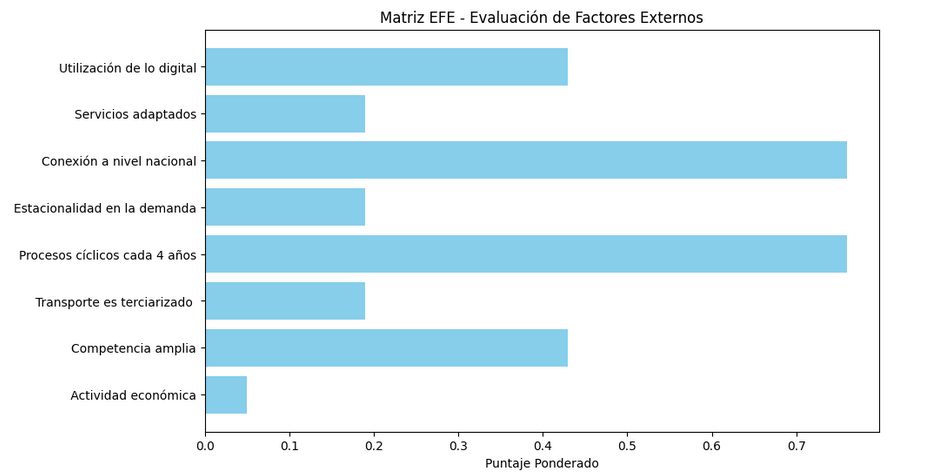 Matriz EFE - Evaluación de Factores Externos
Utilización de lo digital
Servicios adaptados
Conexión a nivel nacional
Estacionalidad en la demanda
Procesos cíclicos cada 4 años
Transporte es terciarizado
Competencia amplia
Actividad económica
0.0 0.1 0.2 0.3 0.4 0.5 0.6 0.7
Puntaje Ponderado